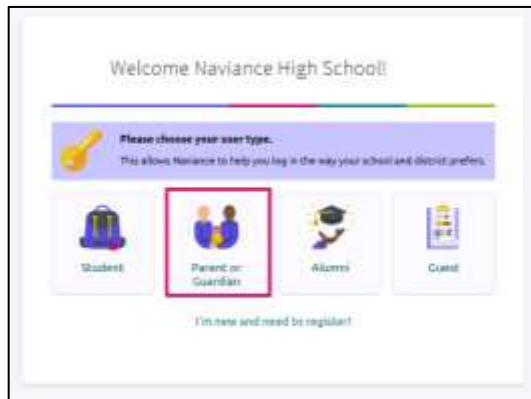 Welcome Naviance High School!
Please choose your user type.
This allows Naviance to help you log in the way your school and district prefers.
Student
Parent or
Guardian
Alumni
Guest
I'm new and need to register!